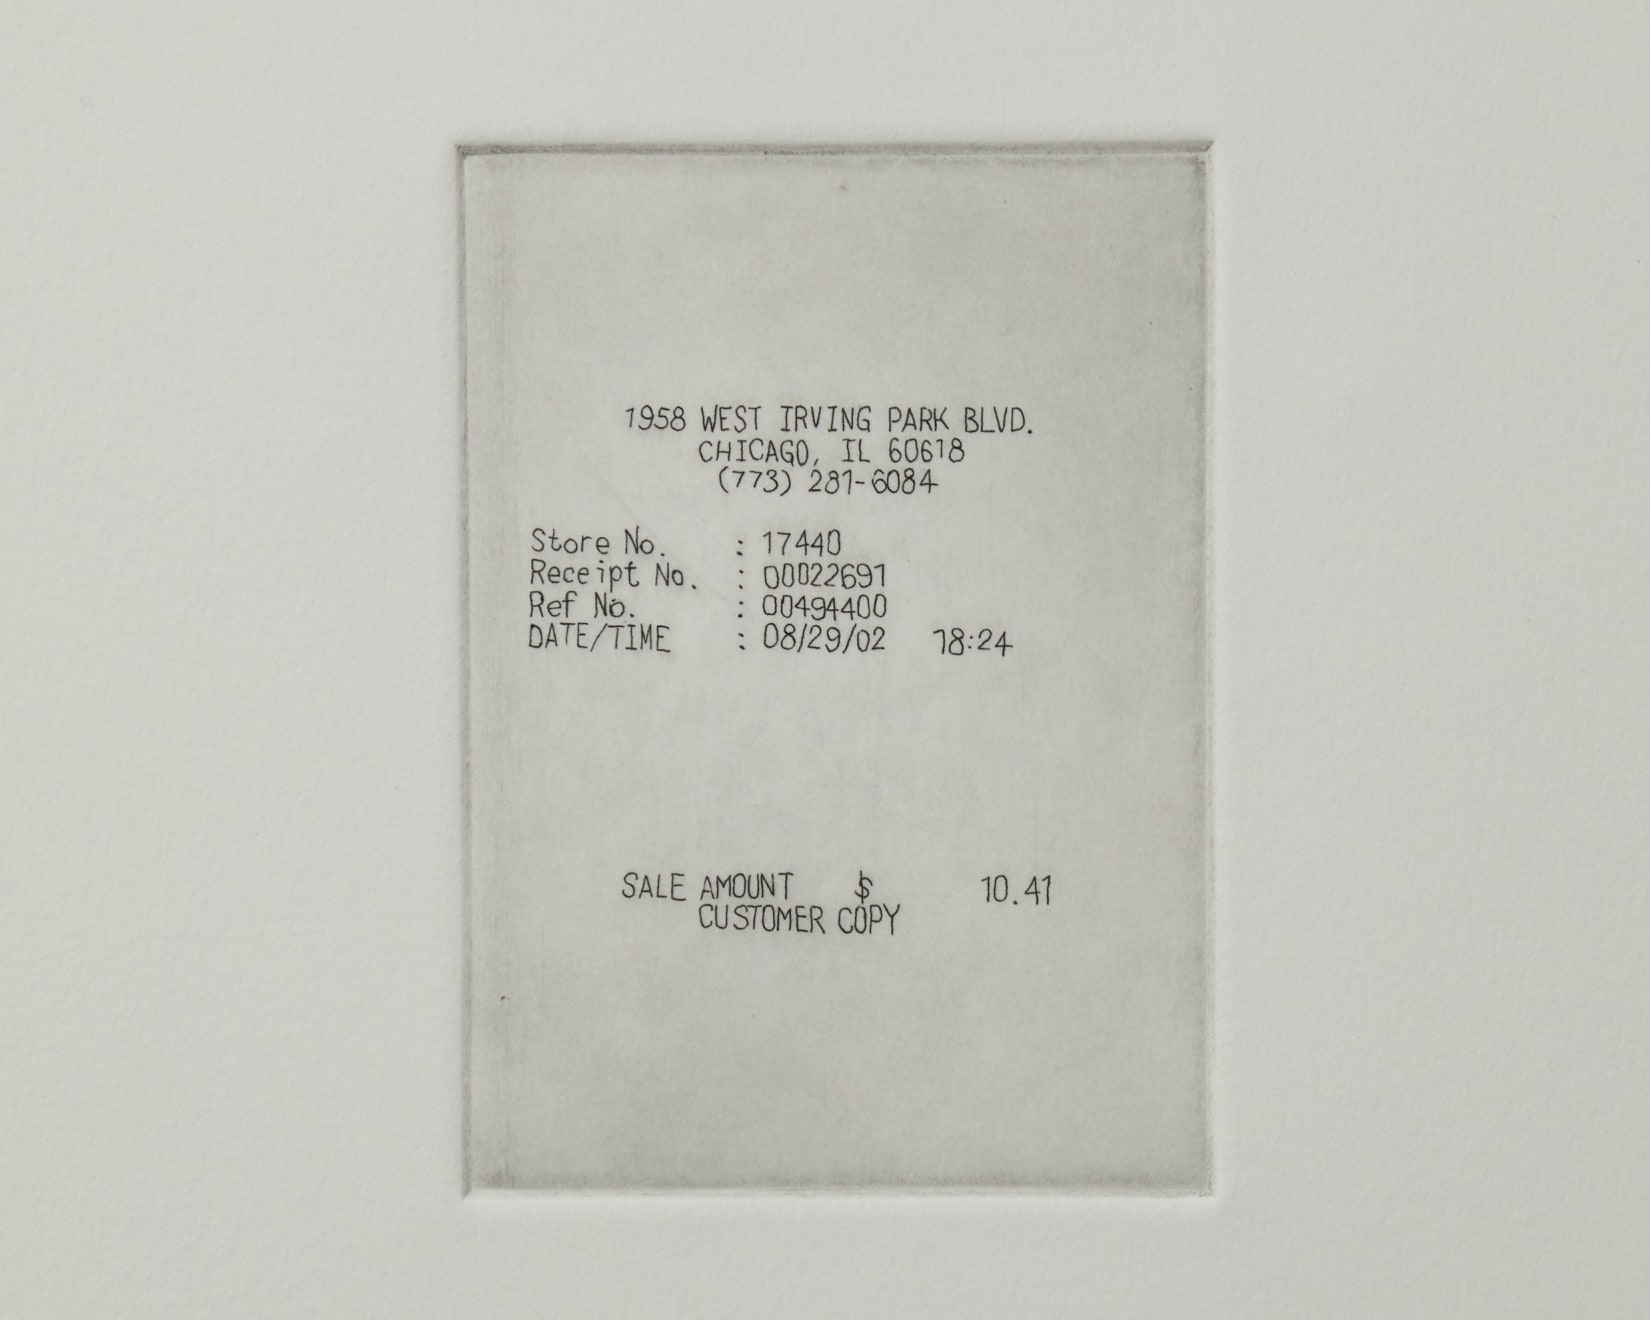 1958 WEST IRVING PARK BLVD.
CHICAGO, IL 60618
(773) 281-6084
Store No. : 17440
Receipt No. : 00022691
Ref No. : 00494400
DATE/TIME : 08/29/02 18:24
SALE AMOUNT $ 10.41
CUSTOMER COPY